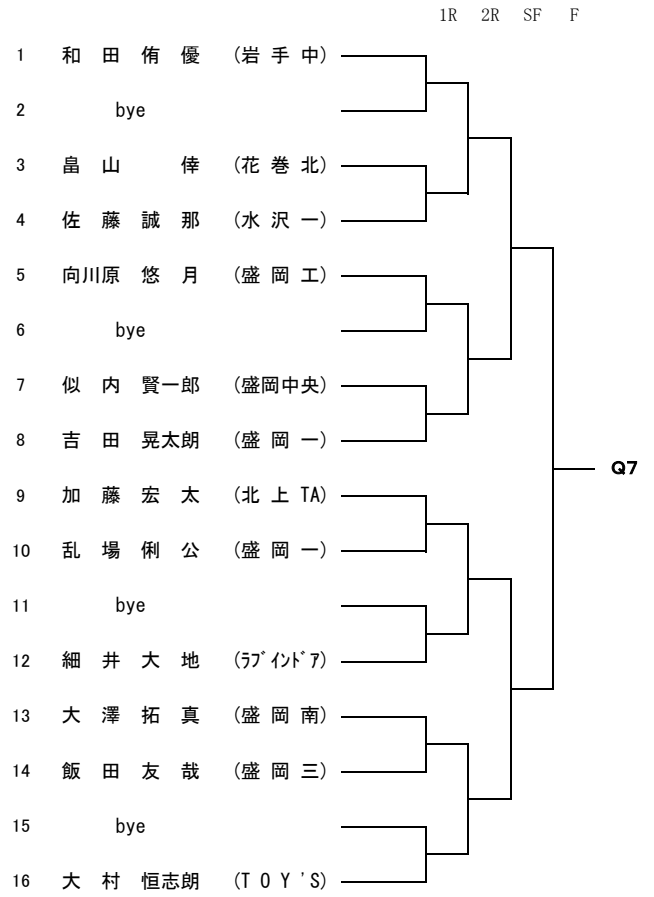 1R 2R SF F
1 和 田 侑 優 (岩 手 中)
2 bye
3 畠 山 倖 (花 巻 北)
4 佐 藤 誠 那 (水 沢 一)
5 向川原 悠 月 (盛 岡 工)
6 bye
7 似 内 賢一郎 (盛岡中央)
8 吉 田 晃太朗 (盛 岡 一)
Q7
9 加 藤 宏 太 (北 上 TA)
10 乱 場 俐 公 (盛 岡 一)
11 bye
12 細 井 大 地 (ﾗﾌﾞｲﾝﾄﾞｱ)
13 大 澤 拓 真 (盛 岡 南)
14 飯 田 友 哉 (盛 岡 三)
15 bye
16 大 村 恒志朗 (T O Y 'S)